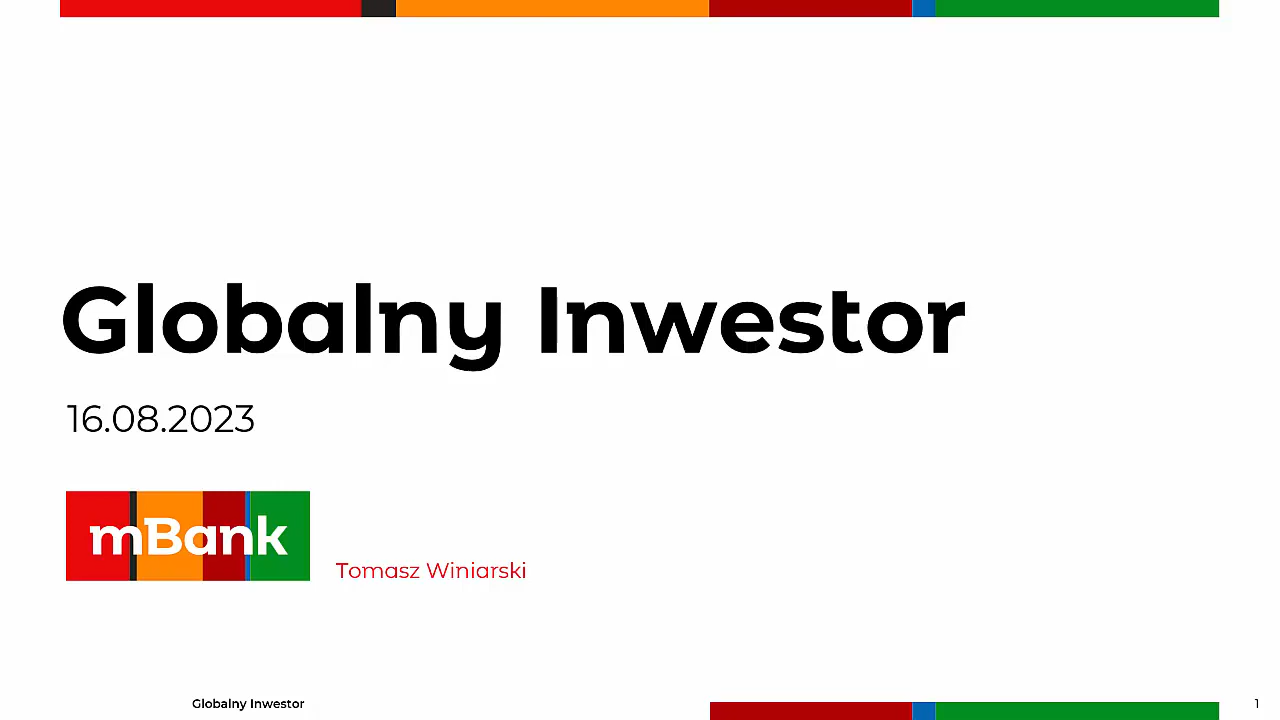 Globalny Inwestor
16.08.2023
mBank
Tomasz Winiarski
Globalny Inwestor
1